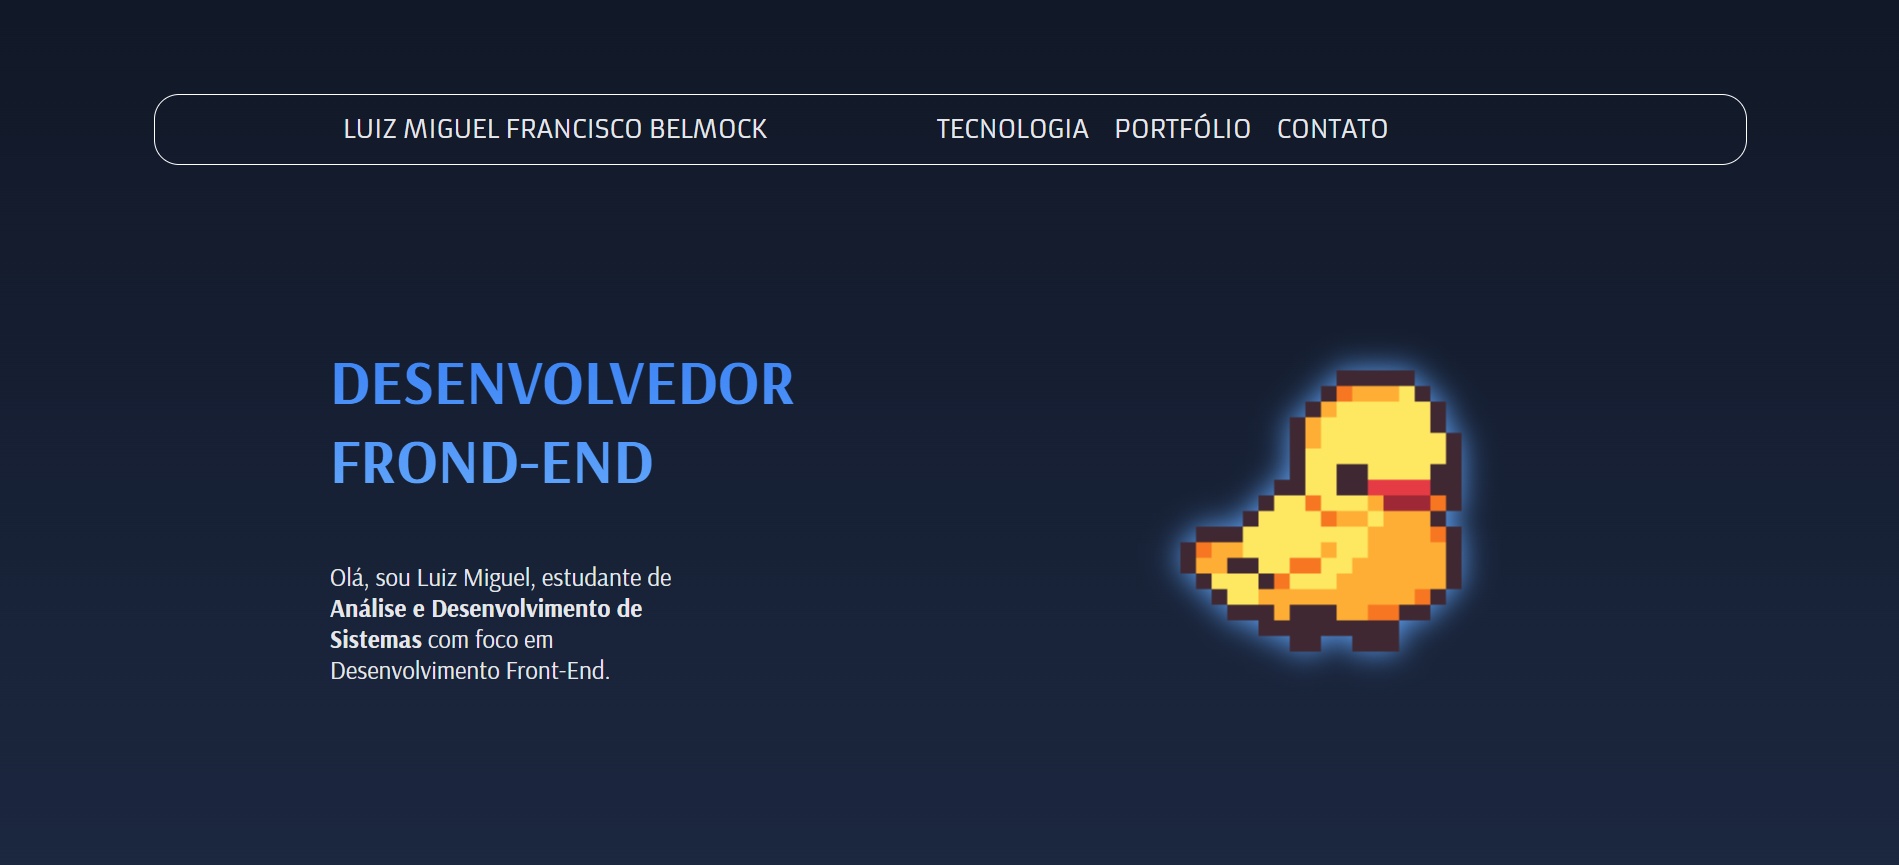 LUIZ MIGUEL FRANCISCO BELMOCK TECNOLOGIA PORTFÓLIO CONTATO
DESENVOLVEDOR
FROND-END
Olá, sou Luiz Miguel, estudante de
Análise e Desenvolvimento de
Sistemas com foco em
Desenvolvimento Front-End.